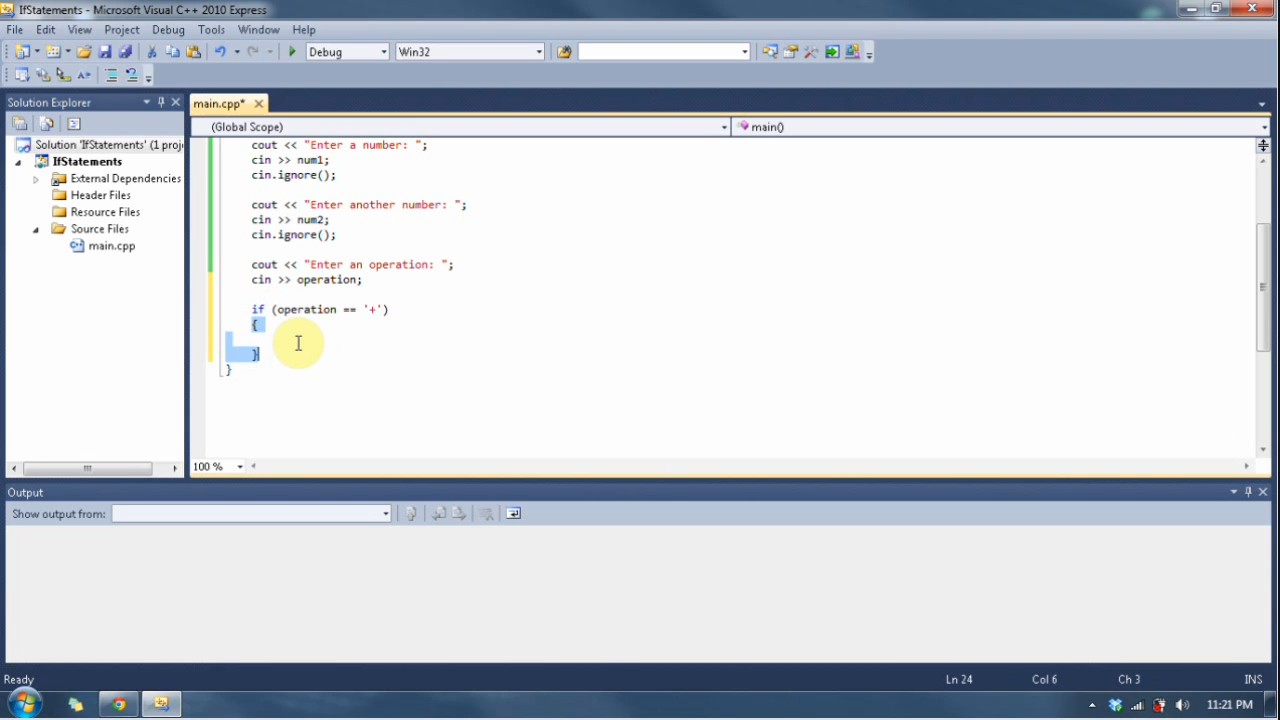 IfStatements - Microsoft Visual C++ 2010 Express
File Edit View Project Debug Tools Window Help
Debug Win32
Solution Explorer
main.cpp*
(Global Scope) main()
Solution 'IfStatements' (1 proj
IfStatements
External Dependencies
Header Files
Resource Files
Source Files
main.cpp
cout << "Enter a number: ";
cin >> num1;
cin.ignore();
cout << "Enter another number: ";
cin >> num2;
cin.ignore();
cout << "Enter an operation: ";
cin >> operation;
if (operation == '+')
{
}
}
100 %
Output
Show output from:
Ready Ln 24 Col 6 Ch 3 INS
11:21 PM